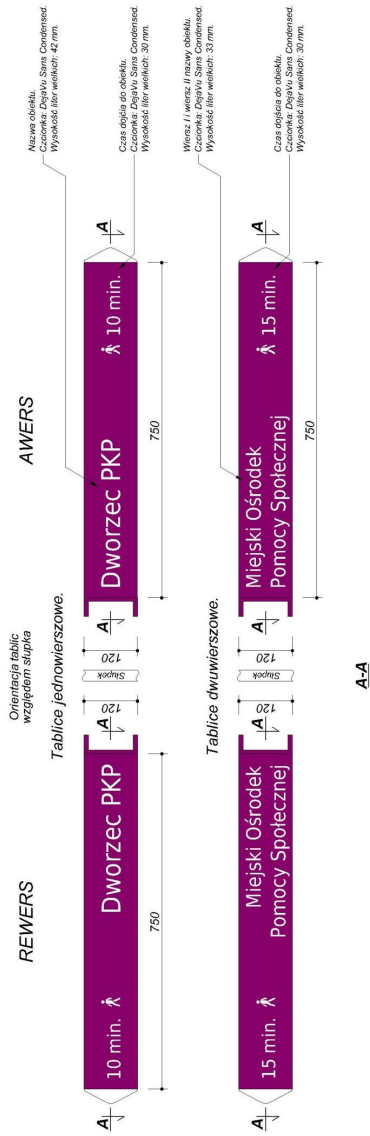 Orientacja tablic
względem słupka
REWERS
AWERS
Tablice jednowierszowe.
Nazwa obiektu.
Czcionka: DejaVu Sans Condensed.
Wysokość liter wielkich: 42 mm.
A
A
A
A
10 min.
Dworzec PKP
120
Słupek
120
Dworzec PKP
10 min.
Czas dojścia do obiektu.
Czcionka: DejaVu Sans Condensed.
Wysokość liter wielkich: 30 mm.
750
750
Tablice dwuwierszowe.
Wiersz I i wiersz II nazwy obiektu.
Czcionka: DejaVu Sans Condensed.
Wysokość liter wielkich: 33 mm.
A
A
A
A
15 min.
Miejski Ośrodek
Pomocy Społecznej
120
Słupek
120
Miejski Ośrodek
Pomocy Społecznej
15 min.
Czas dojścia do obiektu.
Czcionka: DejaVu Sans Condensed.
Wysokość liter wielkich: 30 mm.
750
A-A